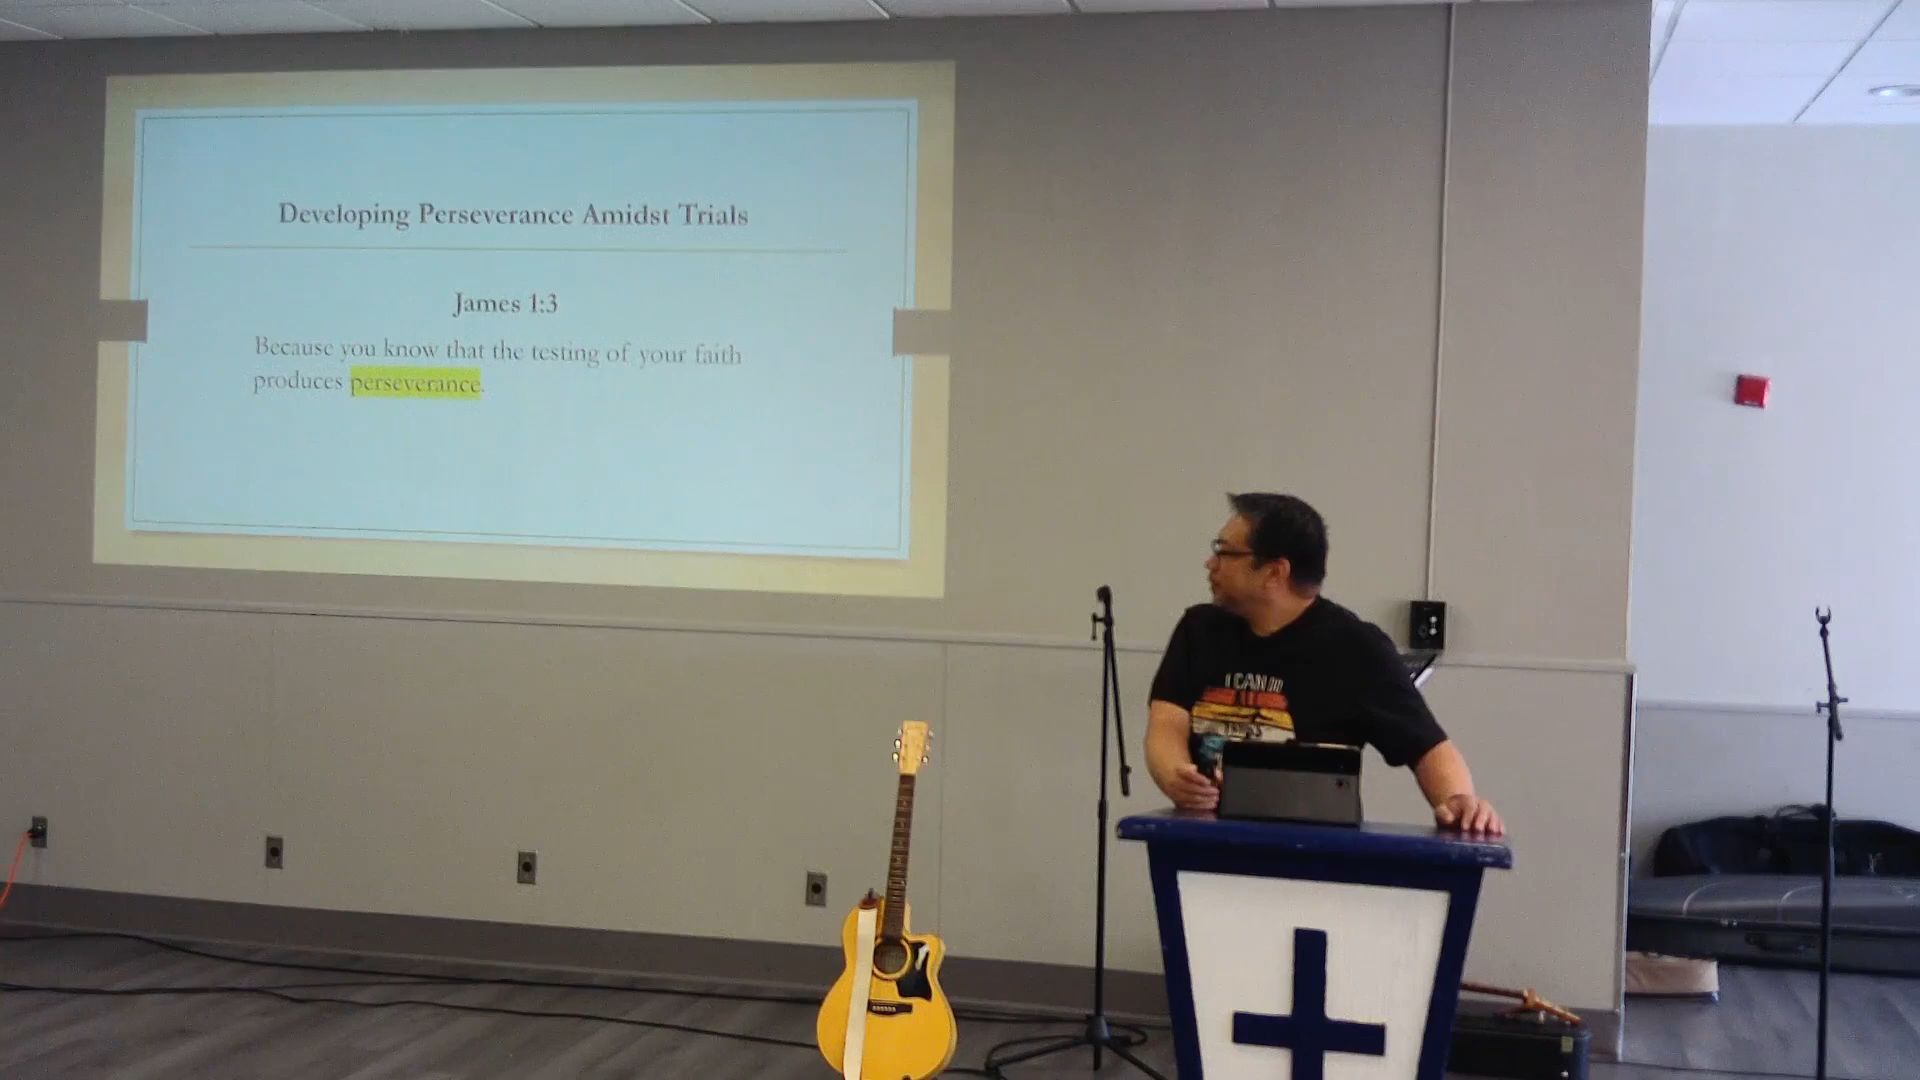 Developing Perseverance Amidst Trials
James 1:3
Because you know that the testing of your faith
produces perseverance.
I CAN